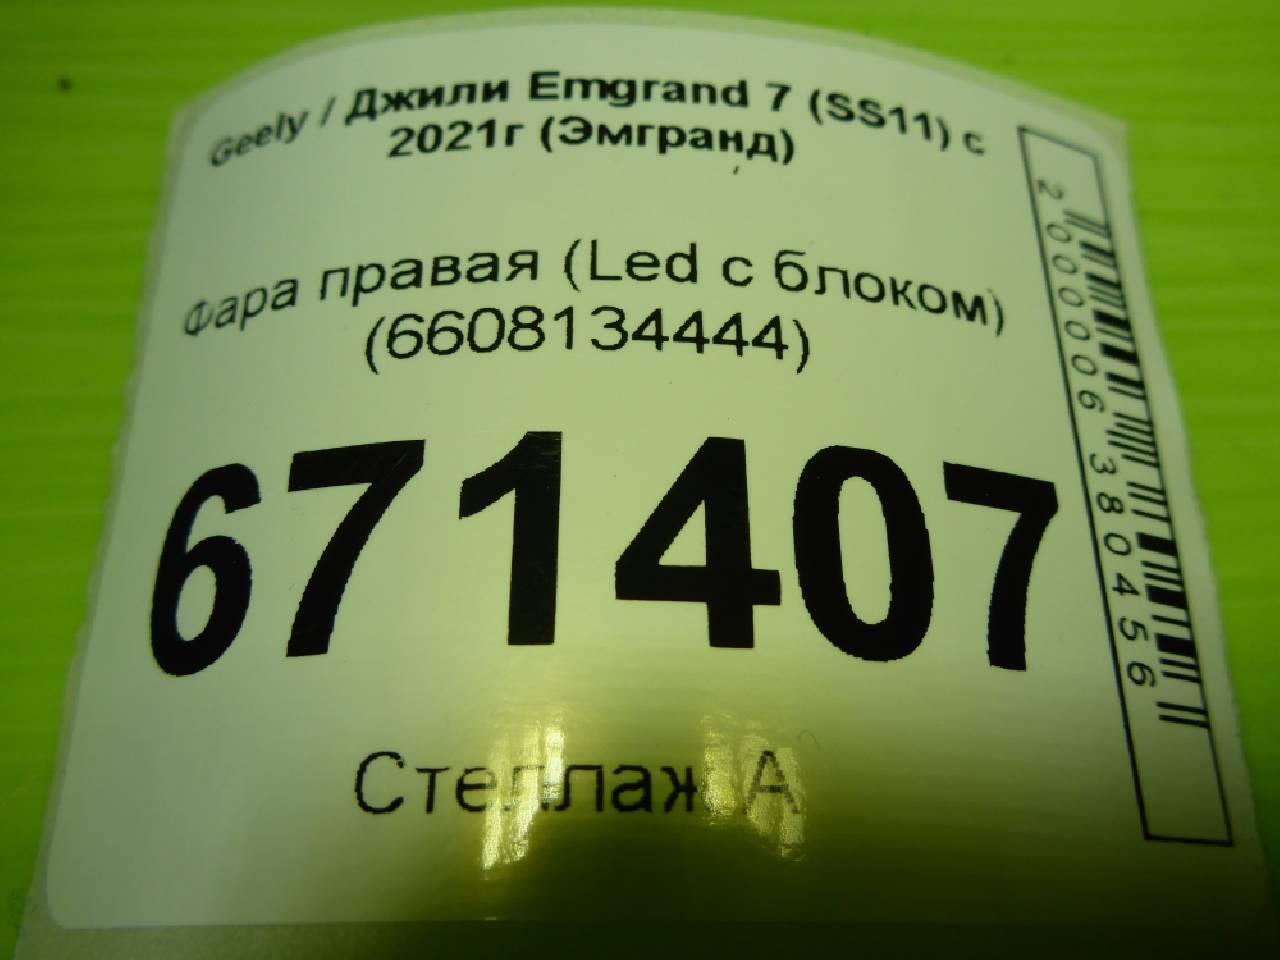 Geely / Джили Emgrand 7 (SS11) с
2021г (Эмгранд)
Фара правая (Led с блоком)
(6608134444)
671407
Стеллаж А
2000006380456